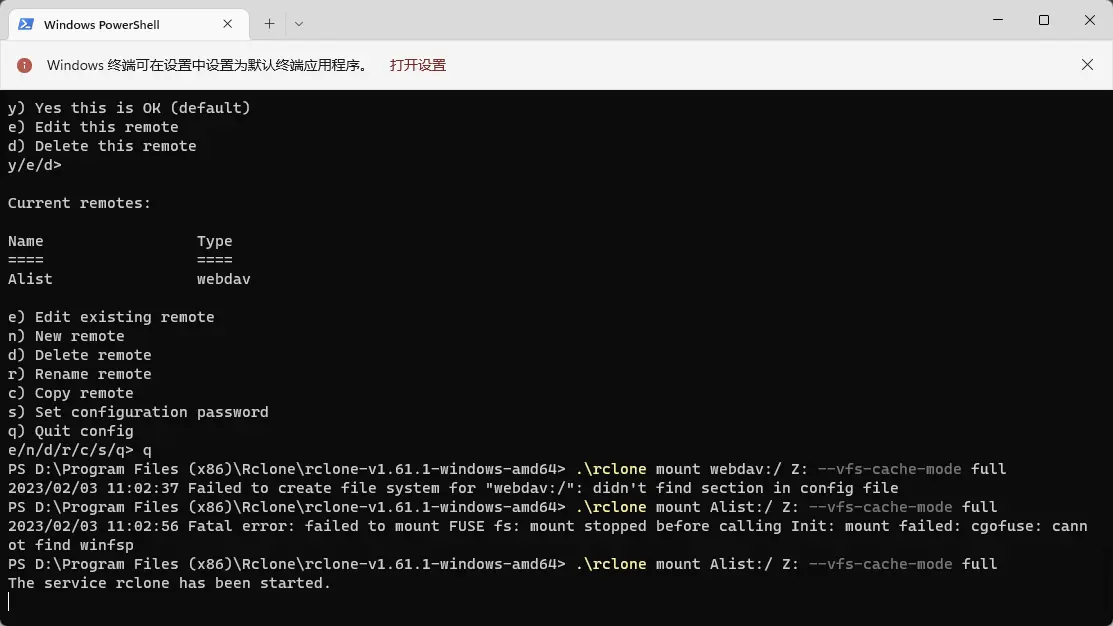 Windows PowerShell
Windows 终端可在设置中设置为默认终端应用程序。 打开设置
y) Yes this is OK (default)
e) Edit this remote
d) Delete this remote
y/e/d>
Current remotes:
Name                 Type
====                 ====
Alist                webdav
e) Edit existing remote
n) New remote
d) Delete remote
r) Rename remote
c) Copy remote
s) Set configuration password
q) Quit config
e/n/d/r/c/s/q> q
PS D:\Program Files (x86)\Rclone\rclone-v1.61.1-windows-amd64> .\rclone mount webdav:/ Z: --vfs-cache-mode full
2023/02/03 11:02:37 Failed to create file system for "webdav:/": didn't find section in config file
PS D:\Program Files (x86)\Rclone\rclone-v1.61.1-windows-amd64> .\rclone mount Alist:/ Z: --vfs-cache-mode full
2023/02/03 11:02:56 Fatal error: failed to mount FUSE fs: mount stopped before calling Init: mount failed: cgofuse: cann
ot find winfsp
PS D:\Program Files (x86)\Rclone\rclone-v1.61.1-windows-amd64> .\rclone mount Alist:/ Z: --vfs-cache-mode full
The service rclone has been started.